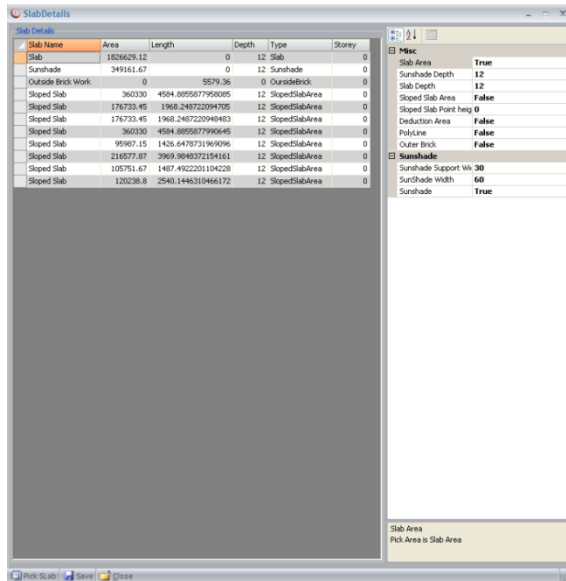 SlabDetails
Slab Details
Slab Name Area Length Depth Type Storey
Slab 1826629.12 0 12 Slab 0
Sunshade 349161.67 0 12 Sunshade 0
Outside Brick Work 0 5579.36 0 OursideBrick 0
Sloped Slab 360330 4584.8855877958085 12 SlopedSlabArea 0
Sloped Slab 176733.45 1968.248722094705 12 SlopedSlabArea 0
Sloped Slab 176733.45 1968.2487220948483 12 SlopedSlabArea 0
Sloped Slab 360330 4584.8855877990645 12 SlopedSlabArea 0
Sloped Slab 95987.15 1426.6478731969096 12 SlopedSlabArea 0
Sloped Slab 216577.87 3969.9848372154161 12 SlopedSlabArea 0
Sloped Slab 105751.67 1487.4922201104228 12 SlopedSlabArea 0
Sloped Slab 120238.8 2540.1446310466172 12 SlopedSlabArea 0
Misc
Slab Area True
Sunshade Depth 12
Slab Depth 12
Sloped Slab Area False
Sloped Slab Point heig 0
Deduction Area False
PolyLine False
Outer Brick False
Sunshade
Sunshade Support Wi 30
SunShade Width 60
Sunshade True
Slab Area
Pick Area is Slab Area
Pick SLab Save Close